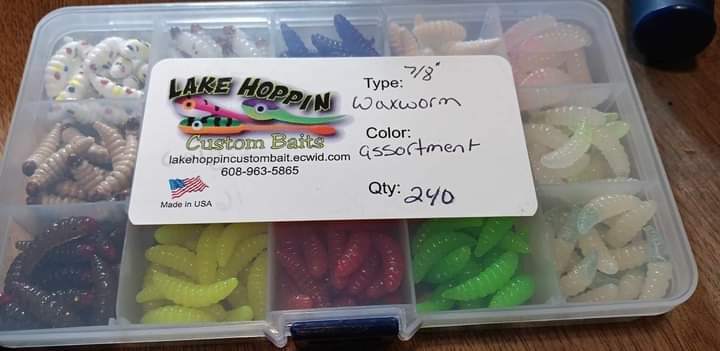 LAKE HOPPIN
Custom Baits
lakehoppincustombait.ecwid.com
608-963-5865
Made in USA
Type: 7/8"
Waxworm
Color:
assortment
Qty: 240